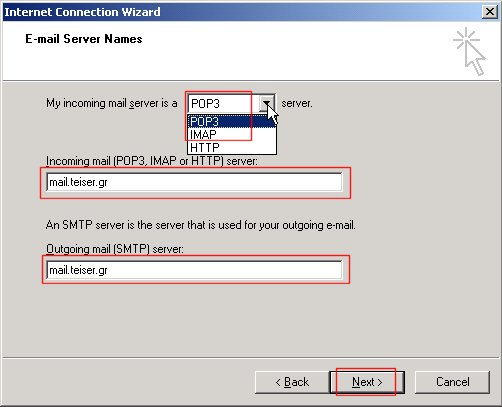 Internet Connection Wizard
E-mail Server Names
My incoming mail server is a POP3 server.
POP3
IMAP
HTTP
Incoming mail (POP3, IMAP or HTTP) server:
mail.teiser.gr
An SMTP server is the server that is used for your outgoing e-mail.
Outgoing mail (SMTP) server:
mail.teiser.gr
< Back Next > Cancel